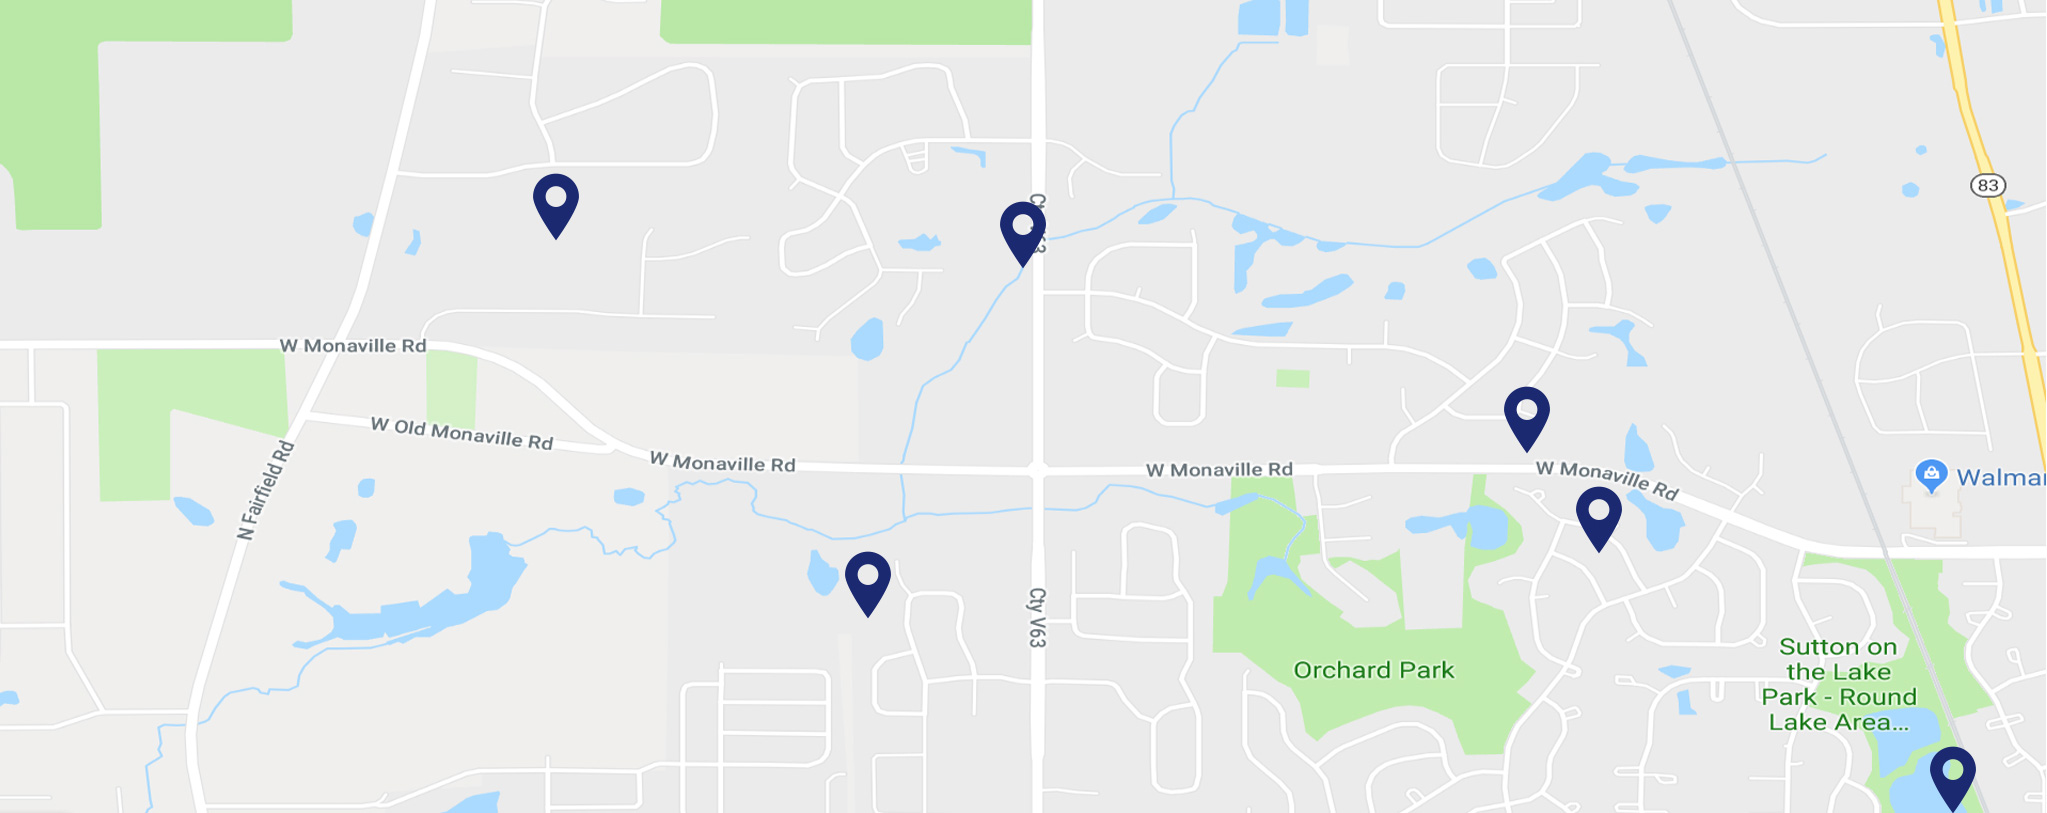 83
W Monaville Rd
W Old Monaville Rd
W Monaville Rd
N Fairfield Rd
W Monaville Rd
W Monaville Rd
Cty V63
Orchard Park
Sutton on
the Lake
Park - Round
Lake Area...